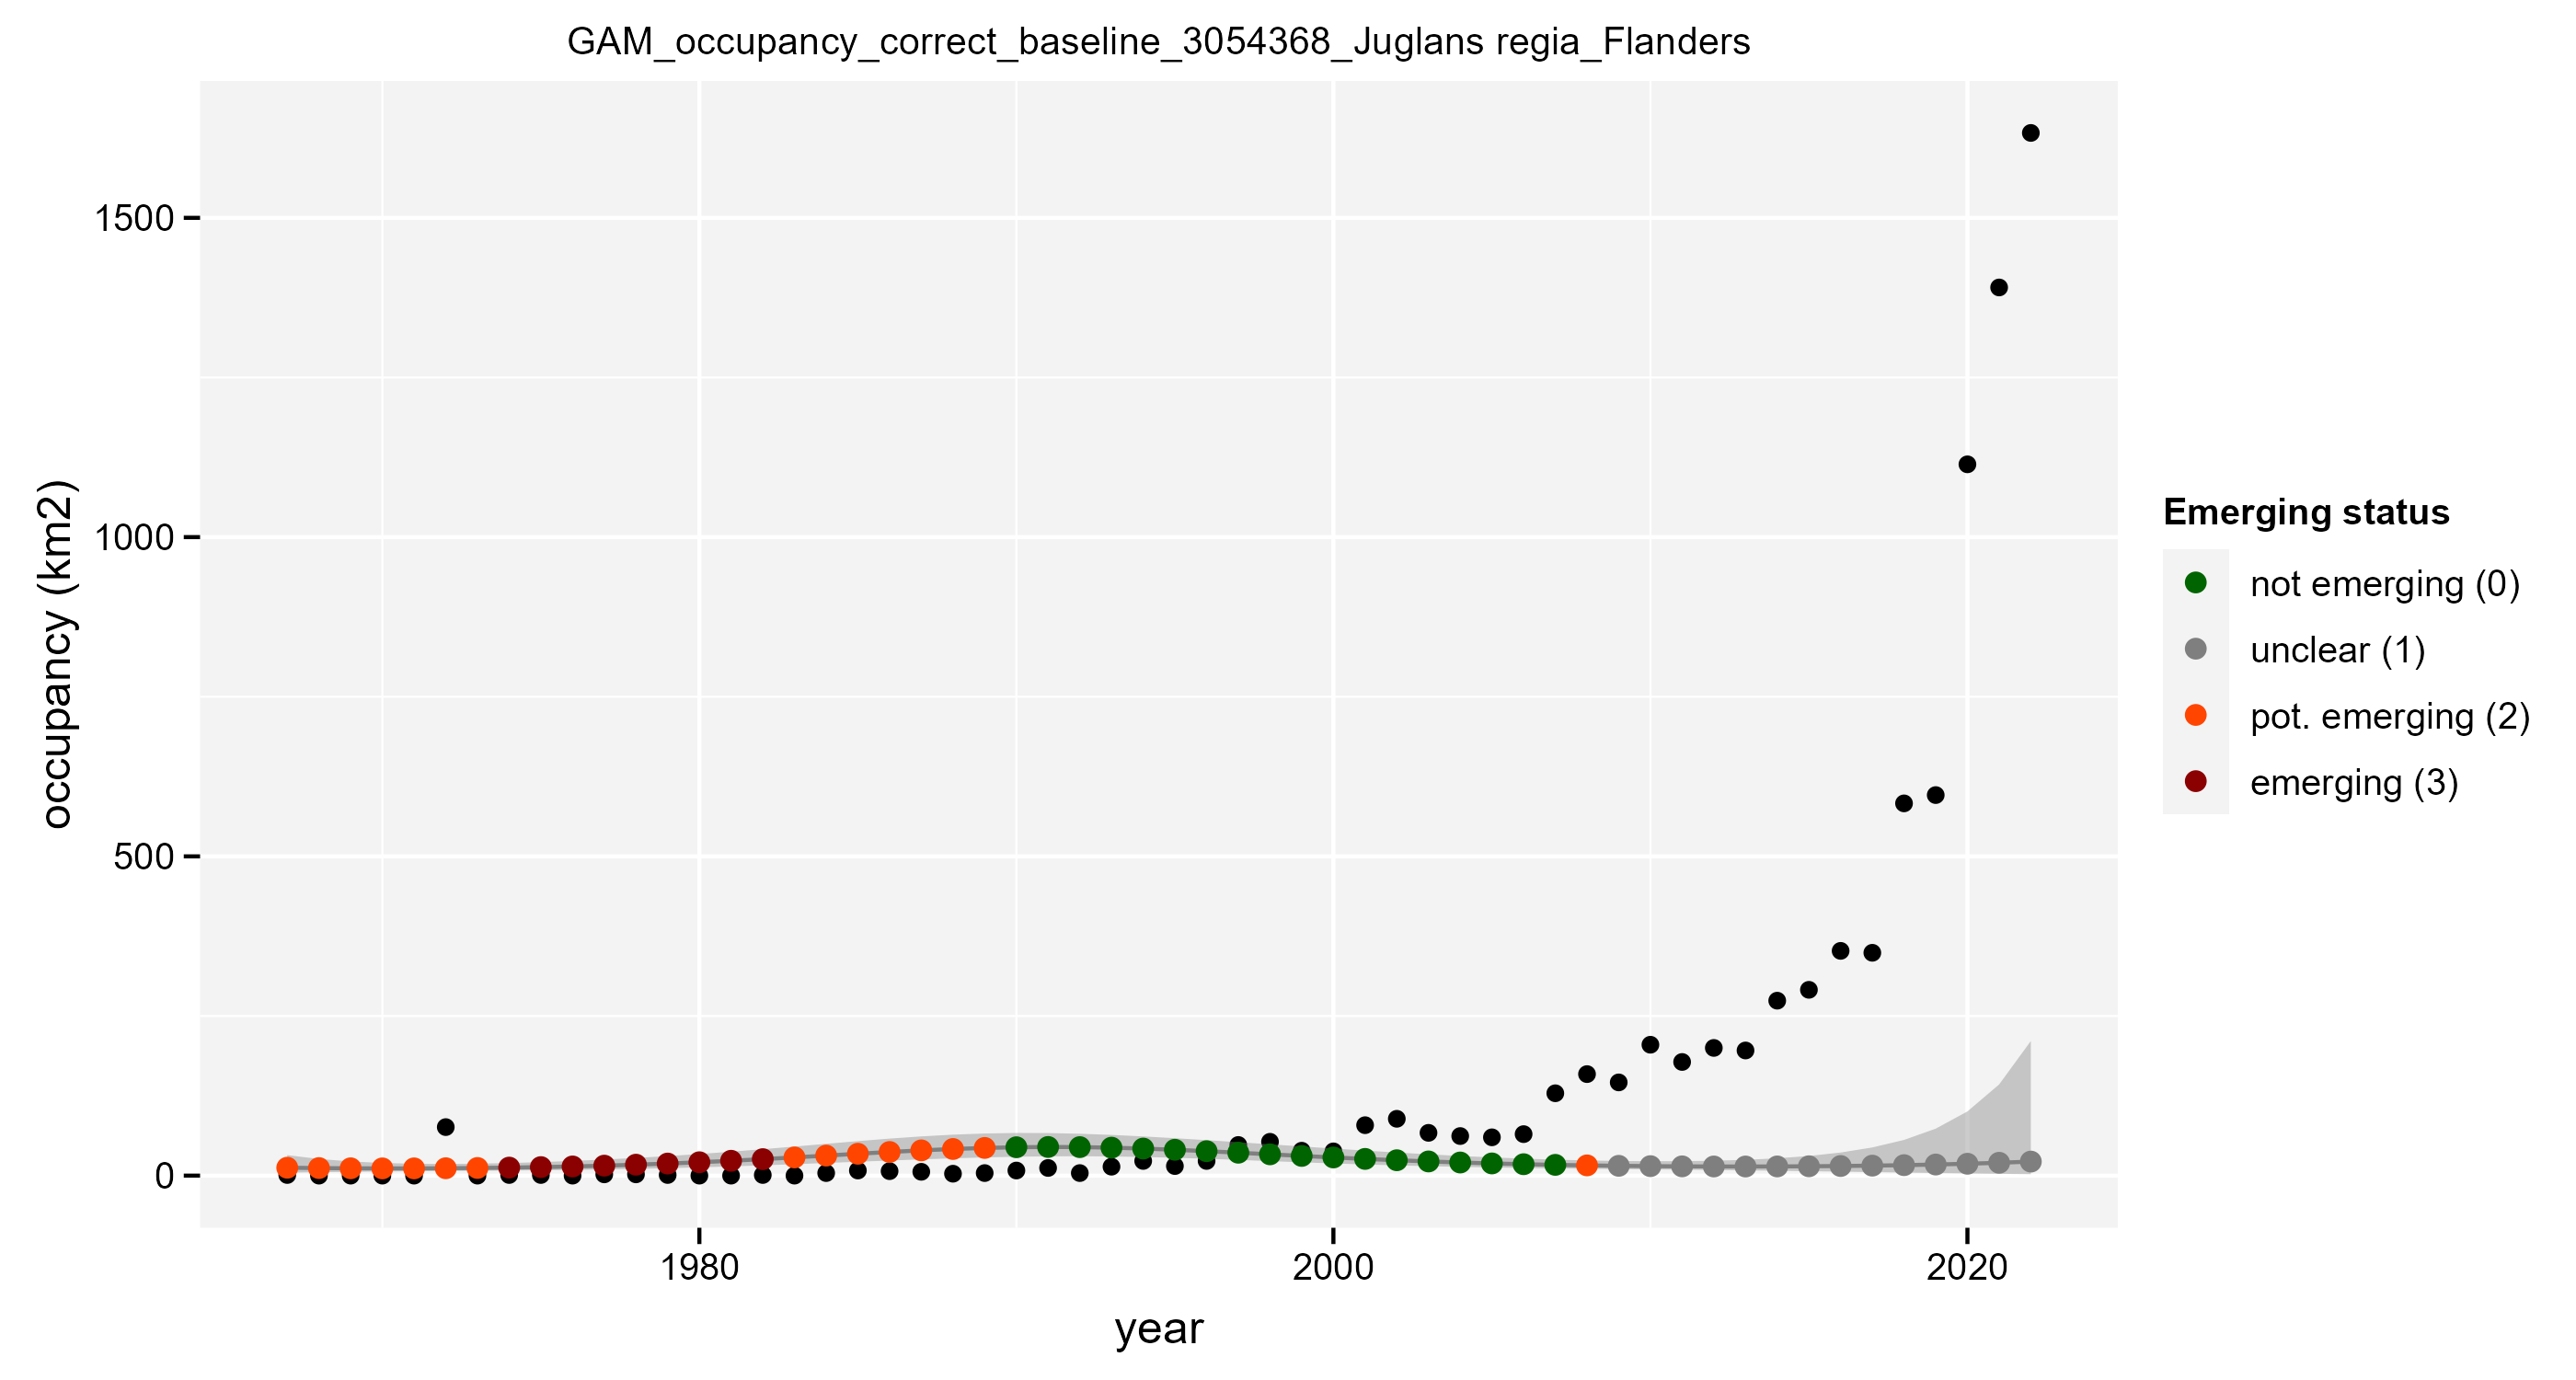 GAM_occupancy_correct_baseline_3054368_Juglans regia_Flanders
occupancy (km2)
1500
1000
500
0
1980
2000
2020
year
Emerging status
not emerging (0)
unclear (1)
pot. emerging (2)
emerging (3)